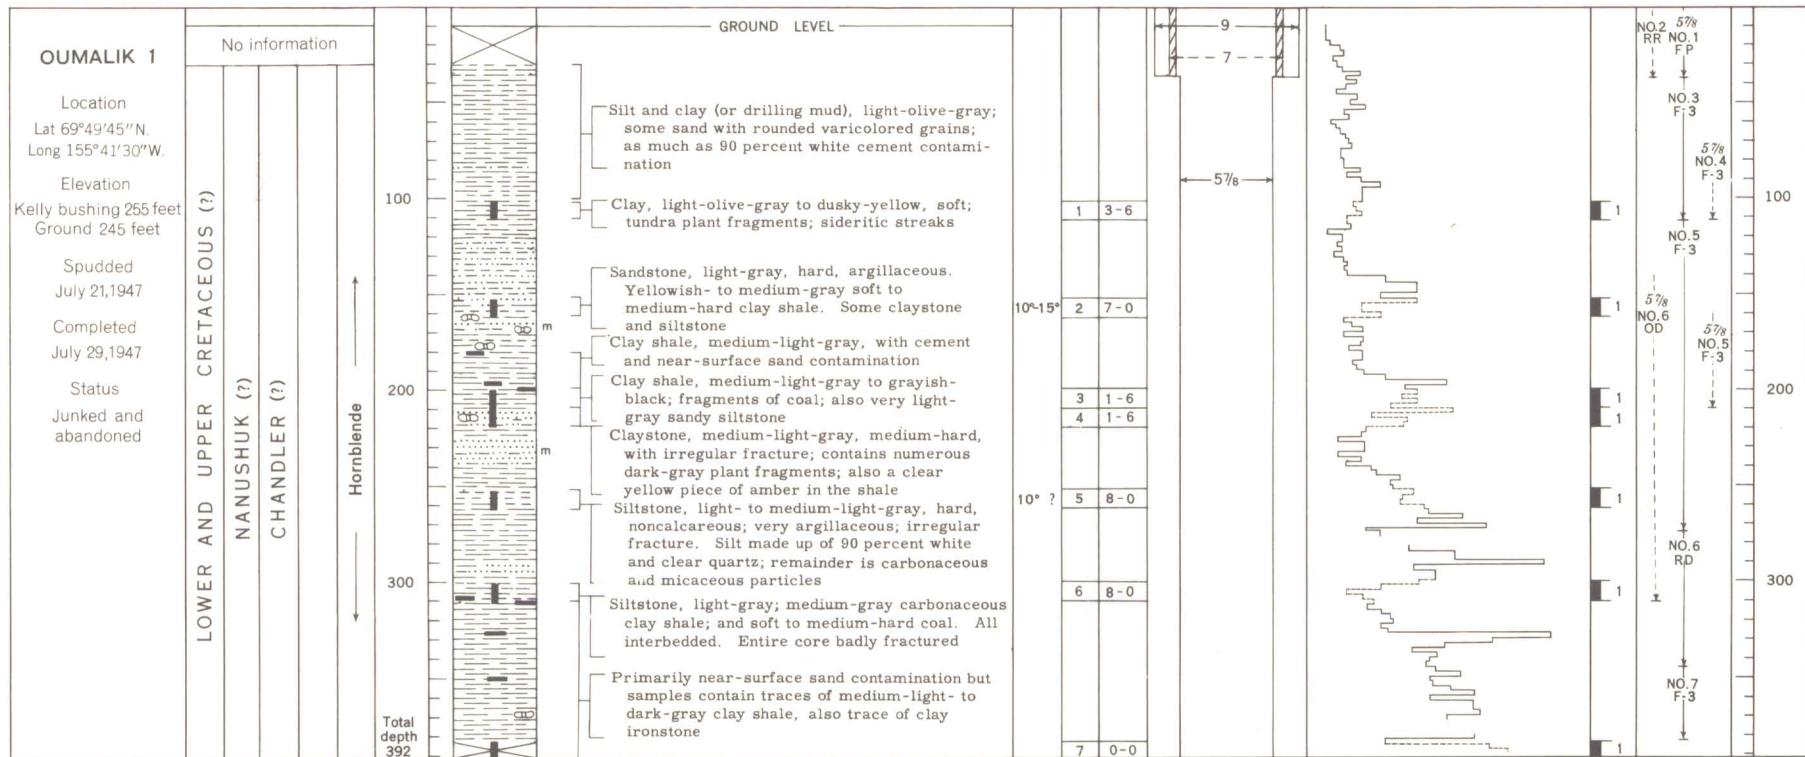 OUMALIK 1
Location
Lat 69°49'45"N.
Long 155°41'30"W.
Elevation
Kelly bushing 255 feet
Ground 245 feet
Spudded
July 21,1947
Completed
July 29,1947
Status
Junked and
abandoned
No information
LOWER AND UPPER CRETACEOUS (?)
NANUSHUK (?)
CHANDLER (?)
Hornblende
100
200
300
Total
depth
392
m
m
GROUND LEVEL
Silt and clay (or drilling mud), light-olive-gray;
some sand with rounded varicolored grains;
as much as 90 percent white cement contami-
nation
Clay, light-olive-gray to dusky-yellow, soft;
tundra plant fragments; sideritic streaks
Sandstone, light-gray, hard, argillaceous.
Yellowish- to medium-gray soft to
medium-hard clay shale. Some claystone
and siltstone
Clay shale, medium-light-gray, with cement
and near-surface sand contamination
Clay shale, medium-light-gray to grayish-
black; fragments of coal; also very light-
gray sandy siltstone
Claystone, medium-light-gray, medium-hard,
with irregular fracture; contains numerous
dark-gray plant fragments; also a clear
yellow piece of amber in the shale
Siltstone, light- to medium-light-gray, hard,
noncalcareous; very argillaceous; irregular
fracture. Silt made up of 90 percent white
and clear quartz; remainder is carbonaceous
and micaceous particles
Siltstone, light-gray; medium-gray carbonaceous
clay shale; and soft to medium-hard coal. All
interbedded. Entire core badly fractured
Primarily near-surface sand contamination but
samples contain traces of medium-light- to
dark-gray clay shale, also trace of clay
ironstone
1 3-6
10°-15° 2 7-0
3 1-6
4 1-6
10° ? 5 8-0
6 8-0
7 0-0
9
7
5⅞
1
1
1
1
1
1
1
NO.2
RR
5⅞
NO.1
FP
NO.3
F-3
5⅞
NO.4
F-3
NO.5
F-3
5⅞
NO.6
OD
5⅞
NO.5
F-3
NO.6
RD
NO.7
F-3
100
200
300